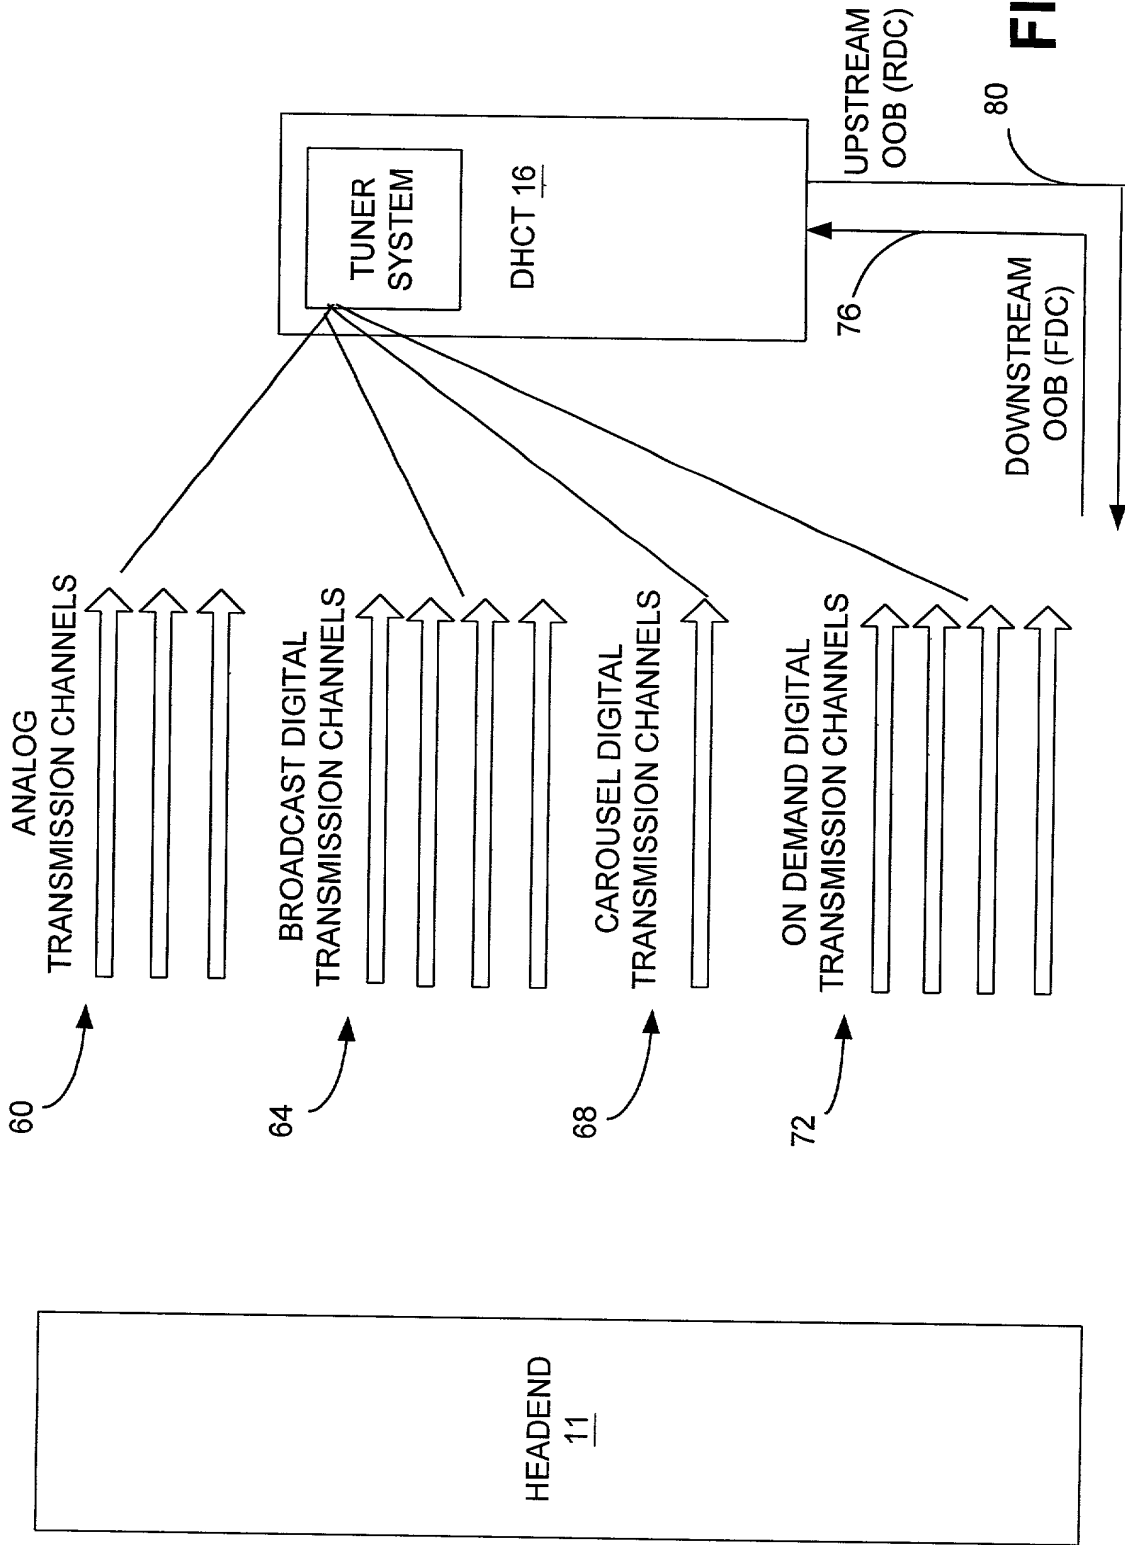 HEADEND
11
60
ANALOG
TRANSMISSION CHANNELS
64
BROADCAST DIGITAL
TRANSMISSION CHANNELS
68
CAROUSEL DIGITAL
TRANSMISSION CHANNELS
72
ON DEMAND DIGITAL
TRANSMISSION CHANNELS
TUNER
SYSTEM
DHCT 16
76
DOWNSTREAM
OOB (FDC)
UPSTREAM
OOB (RDC)
80
FI